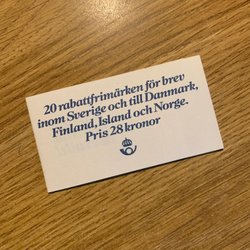 20 rabattfrimärken för brev
inom Sverige och till Danmark,
Finland, Island och Norge.
Pris 28 kronor